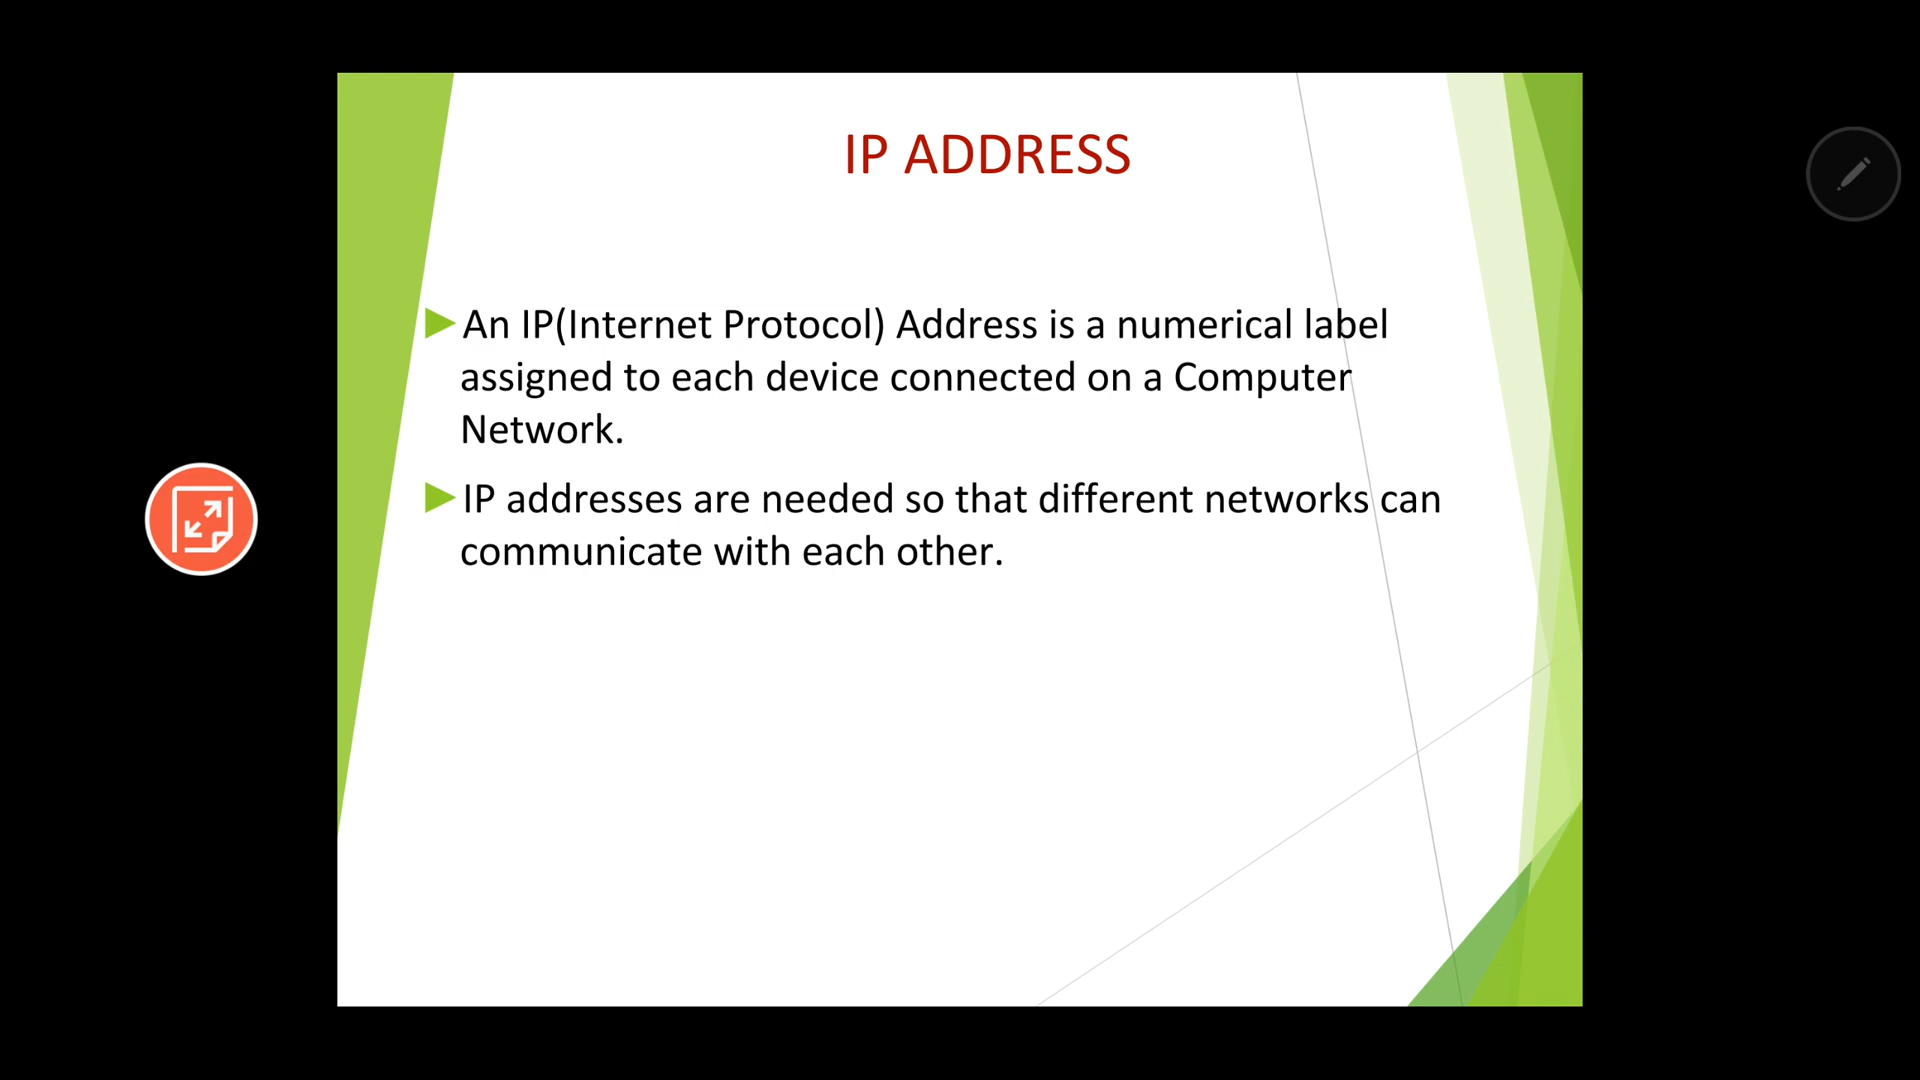 IP ADDRESS
An IP(Internet Protocol) Address is a numerical label
assigned to each device connected on a Computer
Network.
IP addresses are needed so that different networks can
communicate with each other.